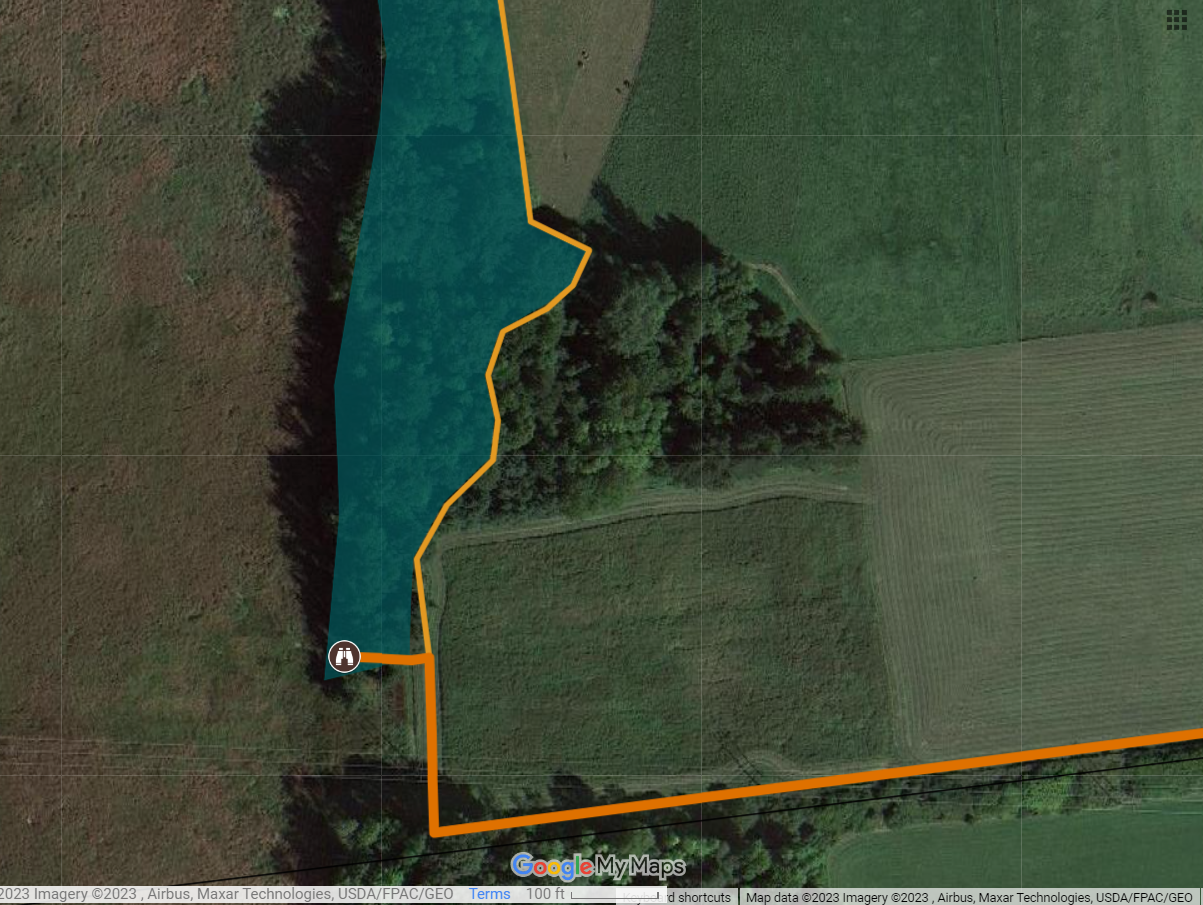 Google My Maps
2023 Imagery ©2023 , Airbus, Maxar Technologies, USDA/FPAC/GEO Terms 100 ft
rd shortcuts Map data ©2023 Imagery ©2023 , Airbus, Maxar Technologies, USDA/FPAC/GEO